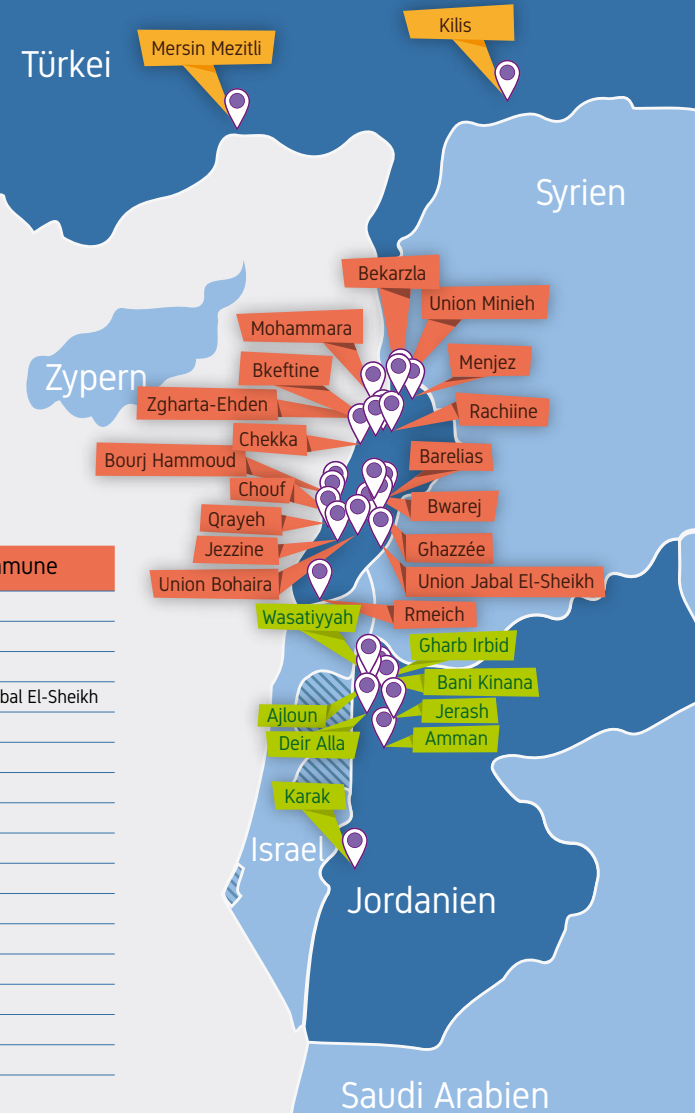 Kilis
Mersin Mezitli
Türkei
Syrien
Bekarzla
Union Minieh
Mohammara
Menjez
Bkeftine
Zypern
Zgharta-Ehden
Rachiine
Chekka
Barelias
Bourj Hammoud
Chouf
Bwarej
Qrayeh
Jezzine
Ghazzée
mmune
Union Bohaira
Union Jabal El-Sheikh
Rmeich
Wasatiyyah
Gharb Irbid
Bani Kinana
bal El-Sheikh
Jerash
Ajloun
Deir Alla
Amman
Karak
Israel
Jordanien
Saudi Arabien